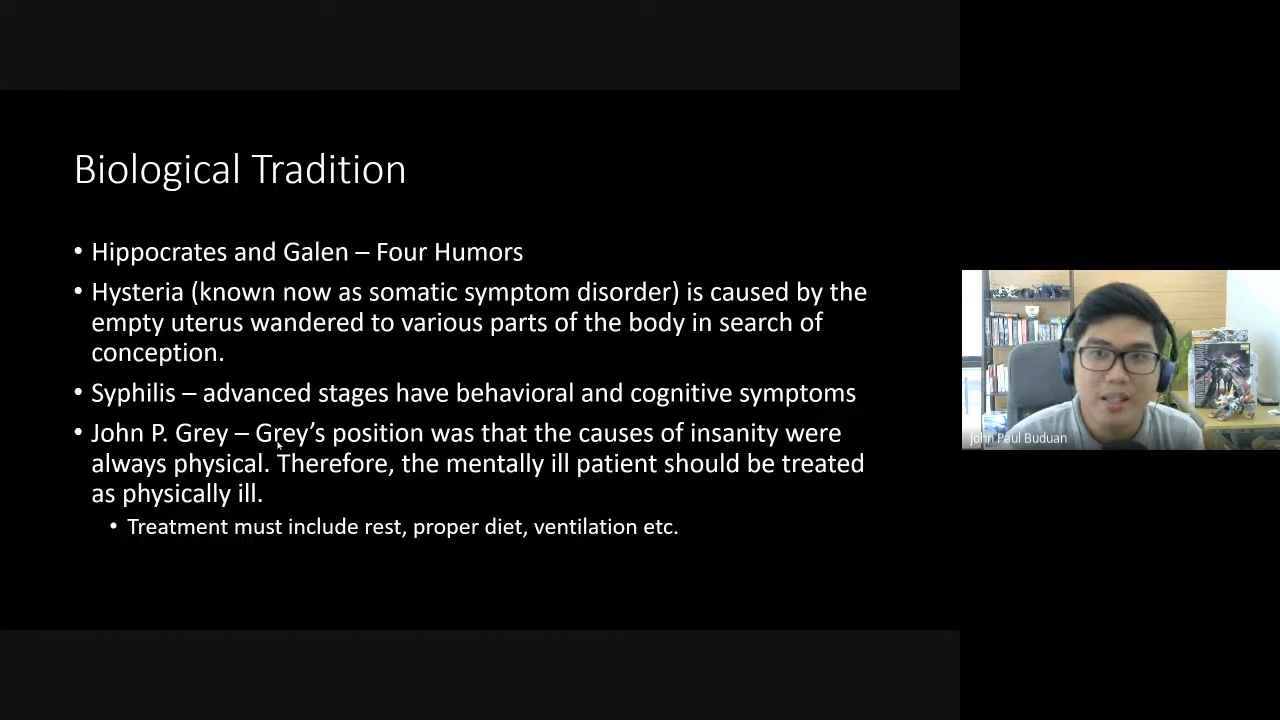 Biological Tradition
• Hippocrates and Galen – Four Humors
• Hysteria (known now as somatic symptom disorder) is caused by the
empty uterus wandered to various parts of the body in search of
conception.
• Syphilis – advanced stages have behavioral and cognitive symptoms
• John P. Grey – Grey’s position was that the causes of insanity were
always physical. Therefore, the mentally ill patient should be treated
as physically ill.
• Treatment must include rest, proper diet, ventilation etc.
John Paul Buduan